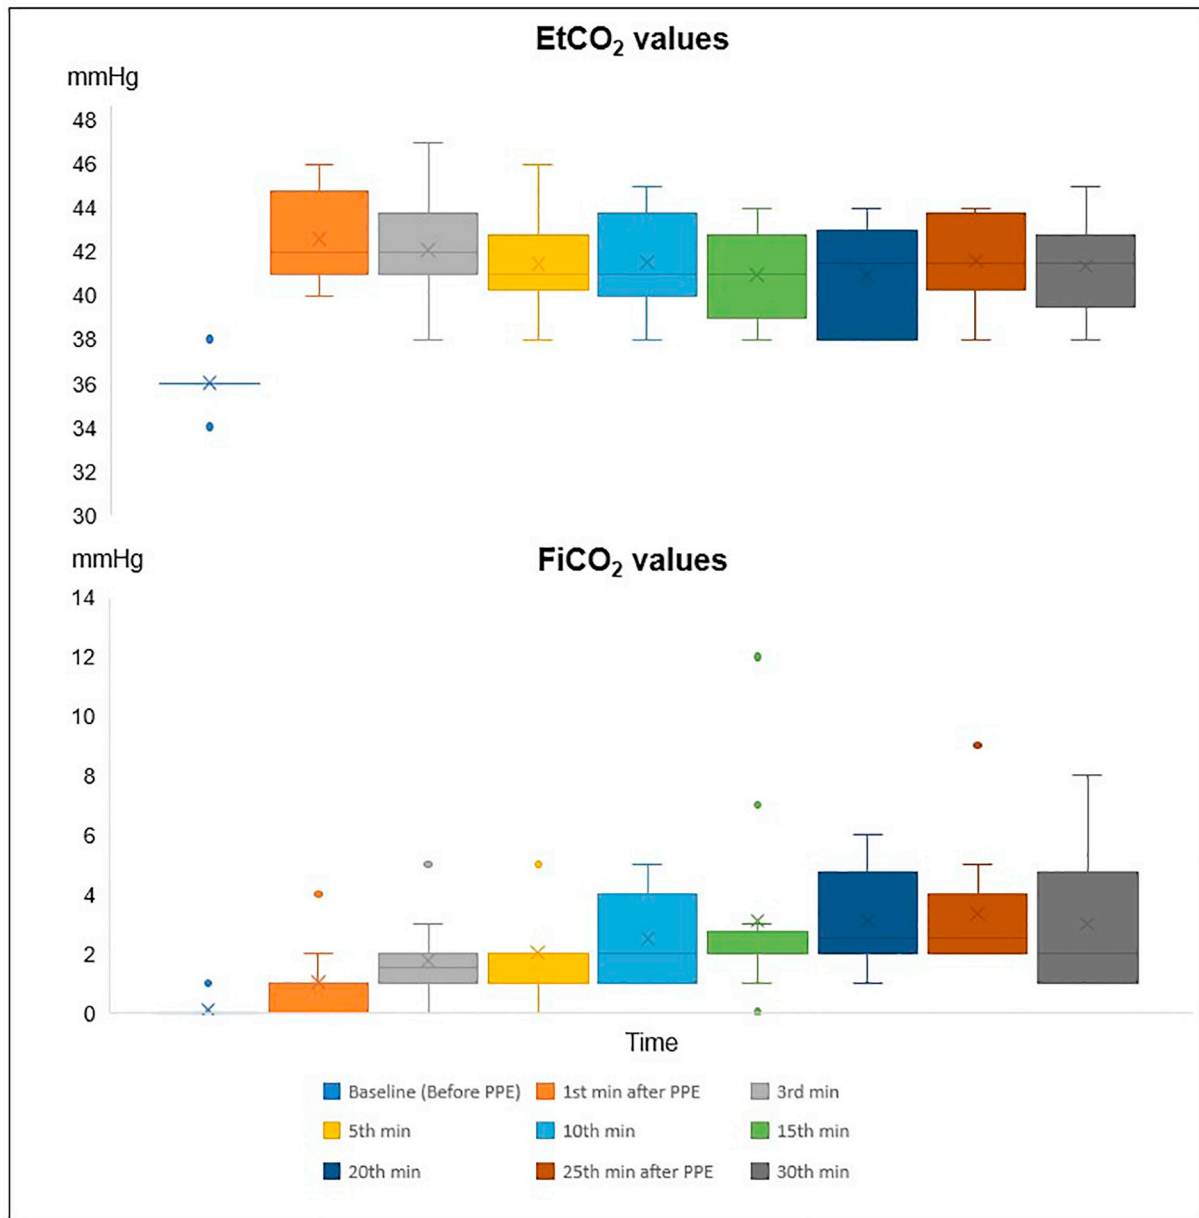 EtCO₂ values
mmHg
48
46
44
42
40
38
36
34
32
30
mmHg
FiCO₂ values
14
12
10
8
6
4
2
0
Time
Baseline (Before PPE) 1st min after PPE 3rd min
5th min 10th min 15th min
20th min 25th min after PPE 30th min